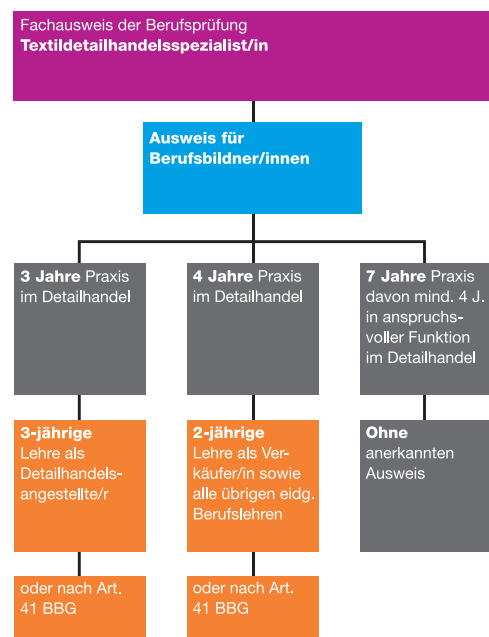 Fachausweis der Berufsprüfung
Textildetailhandelsspezialist/in
Ausweis für
Berufsbildner/innen
3 Jahre Praxis
im Detailhandel
4 Jahre Praxis
im Detailhandel
7 Jahre Praxis
davon mind. 4 J.
in anspruchs-
voller Funktion
im Detailhandel
3-jährige
Lehre als
Detailhandels-
angestellte/r
2-jährige
Lehre als Ver-
käufer/in sowie
alle übrigen eidg.
Berufslehren
Ohne
anerkannten
Ausweis
oder nach Art.
41 BBG
oder nach Art.
41 BBG